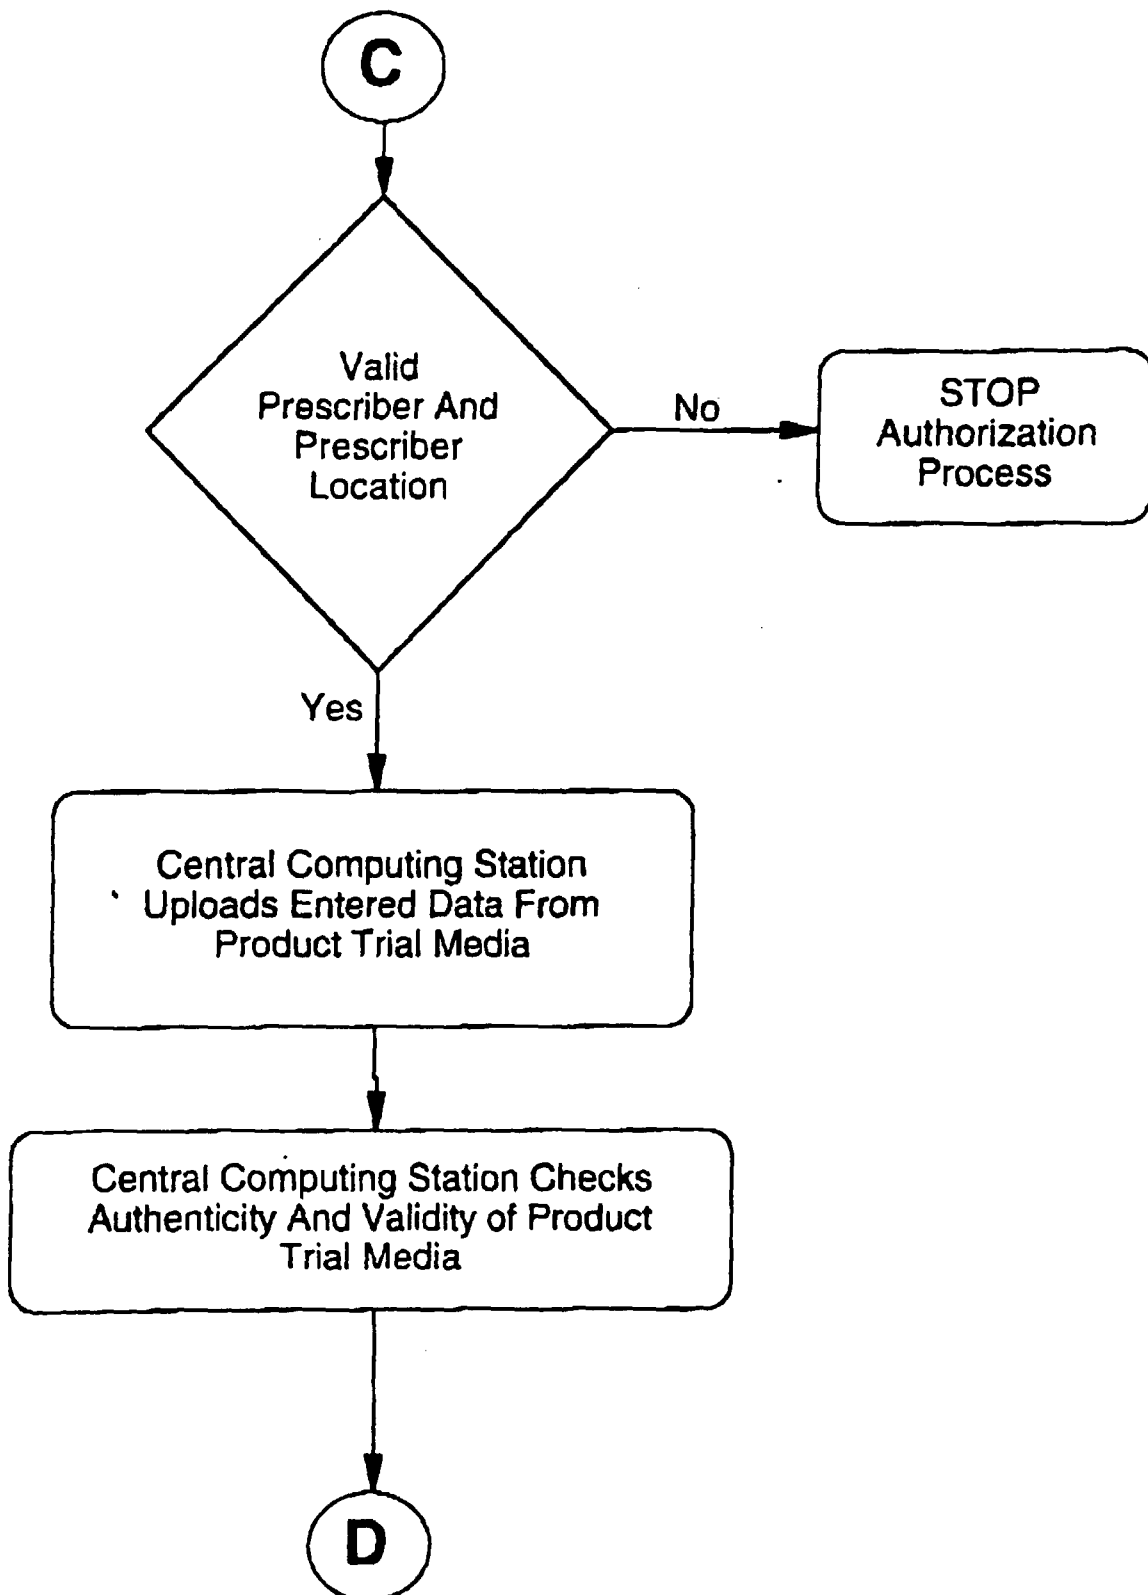 C
Valid
Prescriber And
Prescriber
Location
No
STOP
Authorization
Process
Yes
Central Computing Station
Uploads Entered Data From
Product Trial Media
Central Computing Station Checks
Authenticity And Validity of Product
Trial Media
D